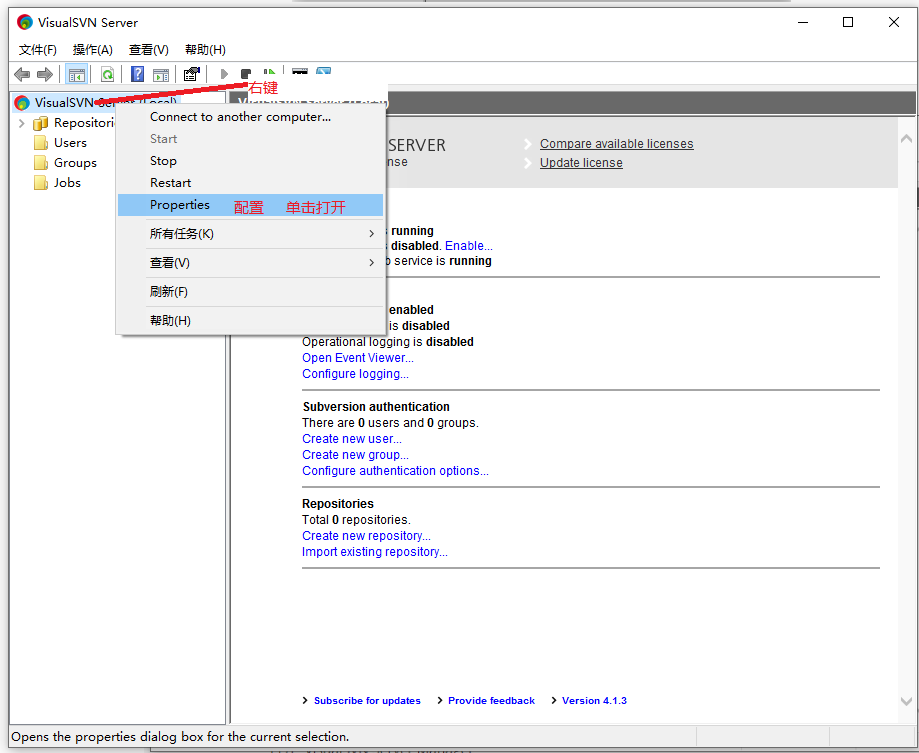 VisualSVN Server
文件(F) 操作(A) 查看(V) 帮助(H)
右键
VisualSVN Server (Local)
Repositori
Users
Groups
Jobs
Connect to another computer...
Start
Stop
Restart
Properties 配置 单击打开
所有任务(K)
查看(V)
刷新(F)
帮助(H)
SERVER
nse
Compare available licenses
Update license
running
disabled. Enable...
service is running
enabled
is disabled
Operational logging is disabled
Open Event Viewer...
Configure logging...
Subversion authentication
There are 0 users and 0 groups.
Create new user...
Create new group...
Configure authentication options...
Repositories
Total 0 repositories.
Create new repository...
Import existing repository...
Subscribe for updates Provide feedback Version 4.1.3
Opens the properties dialog box for the current selection.